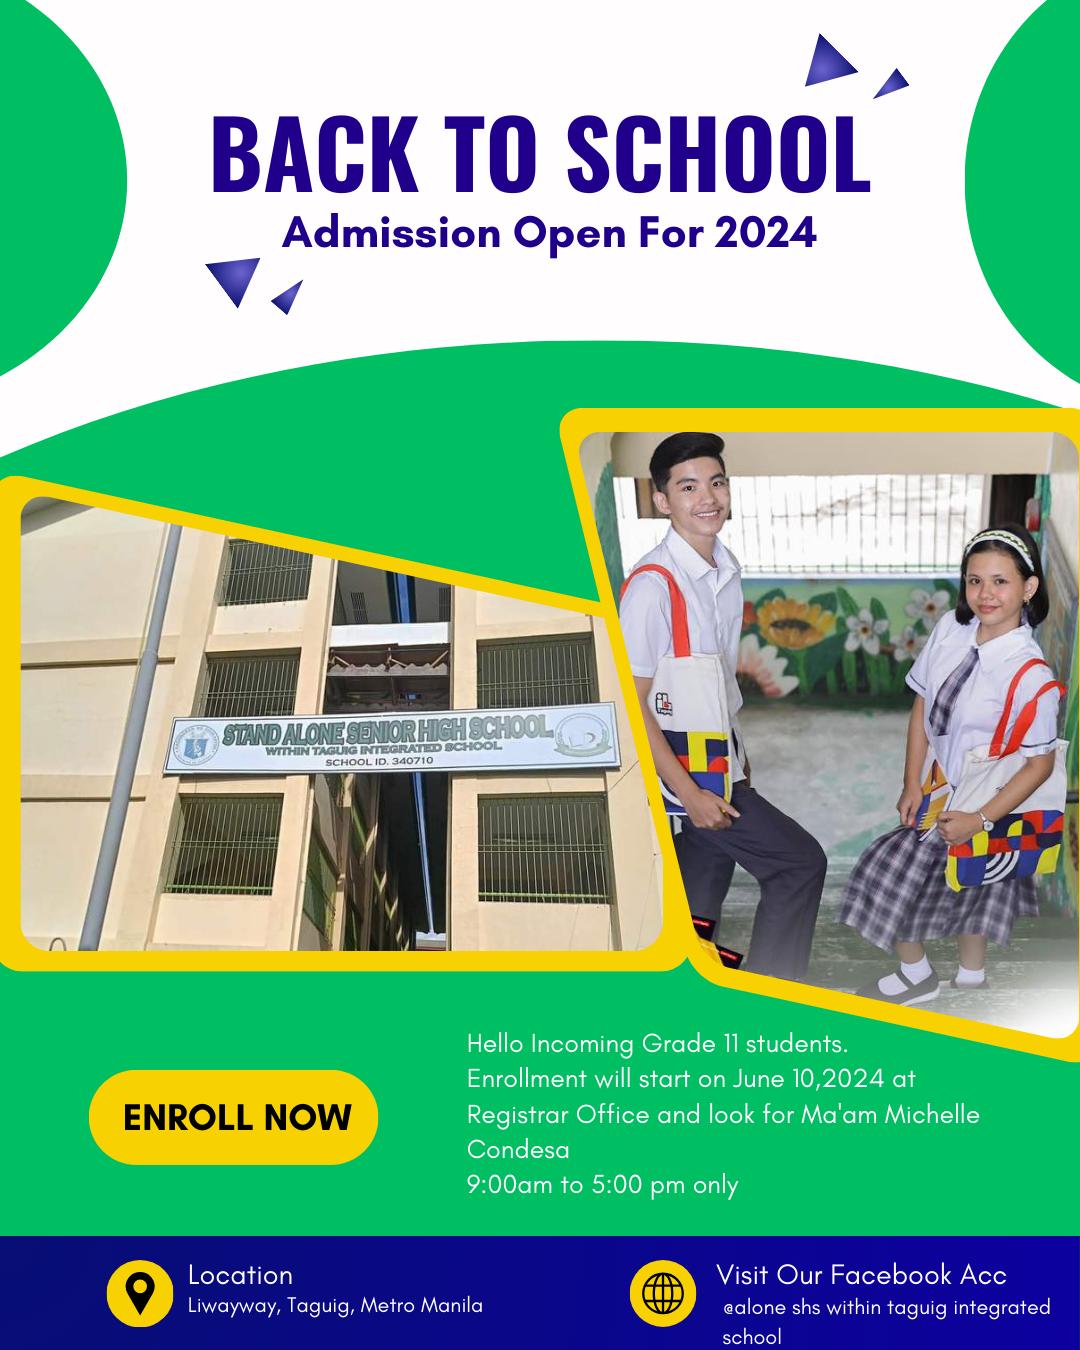 BACK TO SCHOOL
Admission Open For 2024
STAND ALONE SENIOR HIGH SCHOOL
WITHIN TAGUIG INTEGRATED SCHOOL
SCHOOL ID. 340710
Hello Incoming Grade 11 students.
Enrollment will start on June 10,2024 at
Registrar Office and look for Ma'am Michelle
Condesa
9:00am to 5:00 pm only
ENROLL NOW
Location
Liwayway, Taguig, Metro Manila
Visit Our Facebook Acc
@alone shs within taguig integrated
school